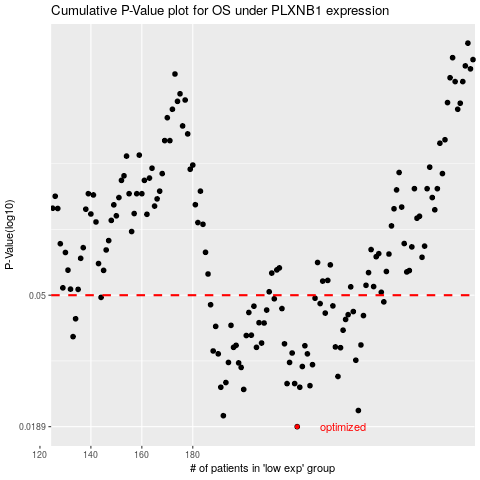 Cumulative P-Value plot for OS under PLXNB1 expression
P-Value(log10)
0.05
0.0189
optimized
120 140 160 180
# of patients in 'low exp' group